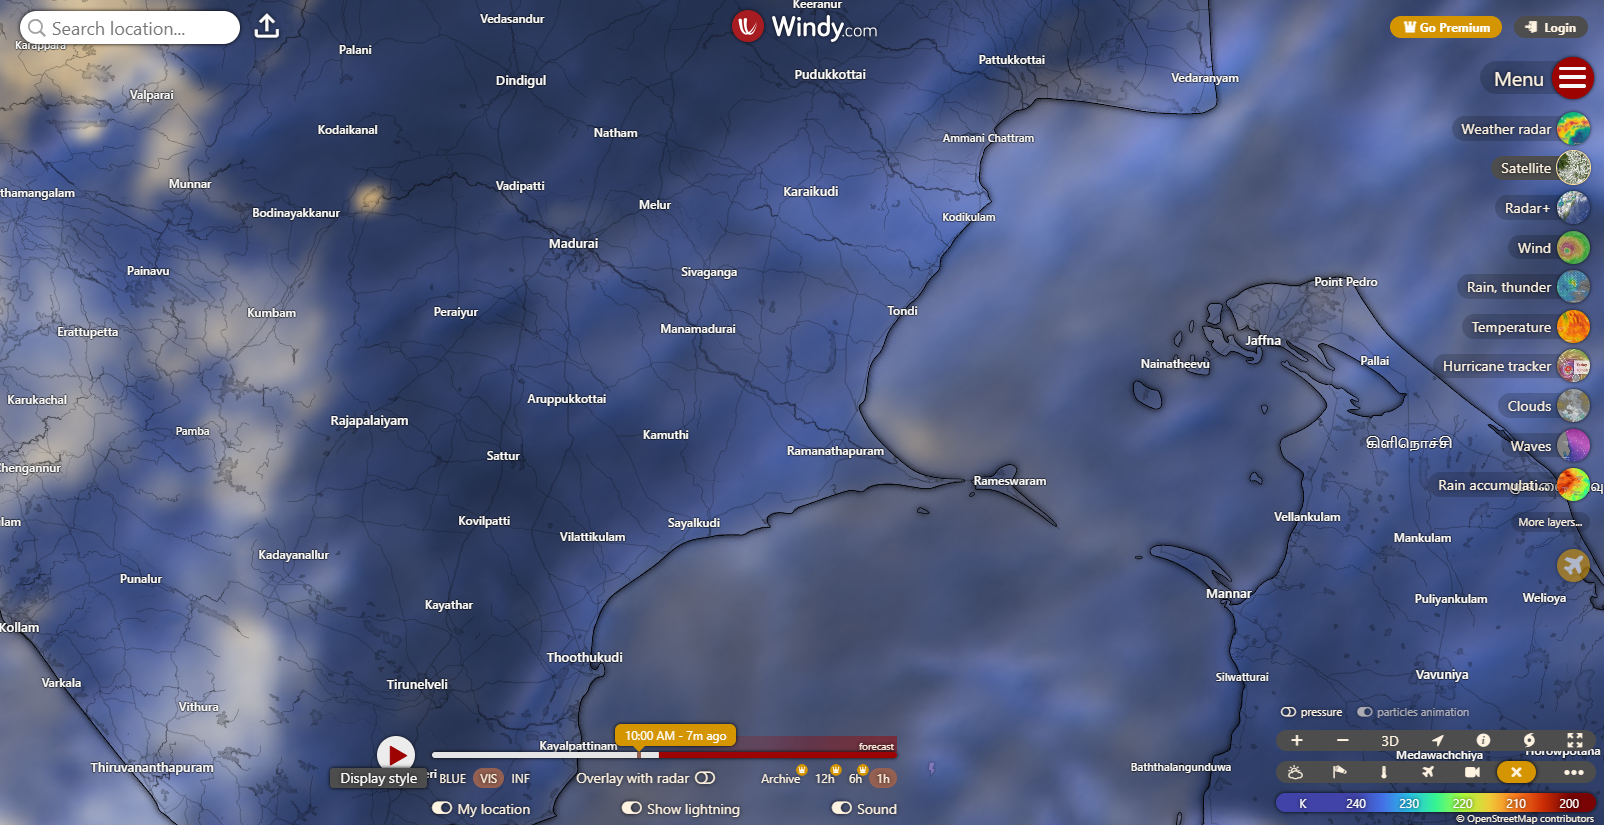 Search location...
Windy.com
Go Premium
Login
Menu
Weather radar
Satellite
Radar+
Wind
Rain, thunder
Temperature
Hurricane tracker
Clouds
Waves
Rain accumulati...
More layers...
Keeranur
Vedasandur
Karappara
Palani
Pattukkottai
Pudukkottai
Dindigul
Vedaranyam
Valparai
Kodaikanal
Natham
Ammani Chattram
Munnar
Vadipatti
Karaikudi
thamangalam
Melur
Bodinayakkanur
Kodikulam
Madurai
Painavu
Sivaganga
Point Pedro
Kumbam
Peraiyur
Tondi
Erattupetta
Manamadurai
Jaffna
Nainatheevu
Pallai
Karukachal
Aruppukkottai
Rajapalaiyam
Pamba
Kamuthi
கிளிநொச்சி
Ramanathapuram
Sattur
Chengannur
Rameswaram
Vellankulam
lam
Kovilpatti
Sayalkudi
Vilattikulam
Mankulam
Kadayanallur
Punalur
Mannar
Welioya
Kayathar
Puliyankulam
Kollam
Thoothukudi
Vavuniya
Silwatturai
Varkala
Tirunelveli
Vithura
Kayalpattinam
Medawachchiya
Horowpotana
Thiruvananthapuram
Baththalangunduwa
10:00 AM - 7m ago
forecast
Display style
eri
BLUE VIS INF
Overlay with radar
Archive 12h 6h 1h
My location
Show lightning
Sound
pressure
particles animation
3D
K 240 230 220 210 200
© OpenStreetMap contributors